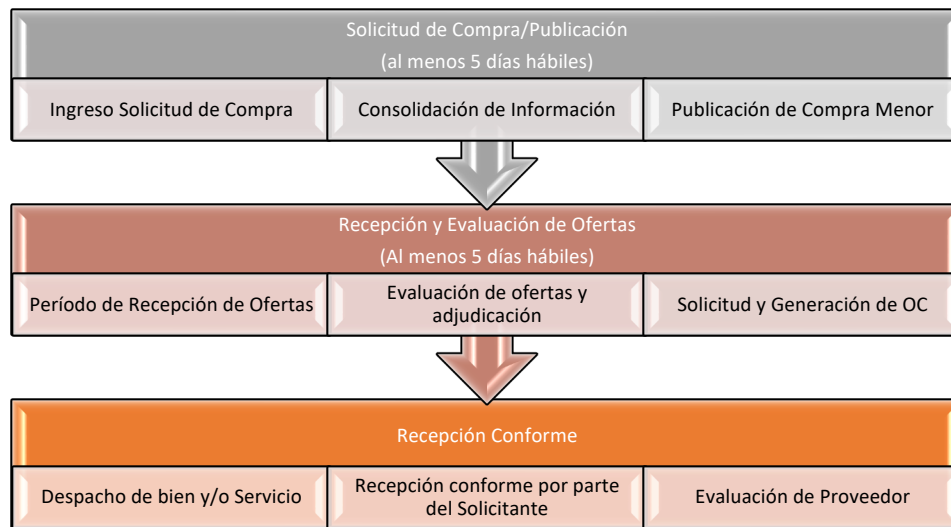 Solicitud de Compra/Publicación
(al menos 5 días hábiles)
Ingreso Solicitud de Compra
Consolidación de Información
Publicación de Compra Menor
Recepción y Evaluación de Ofertas
(Al menos 5 días hábiles)
Período de Recepción de Ofertas
Evaluación de ofertas y
adjudicación
Solicitud y Generación de OC
Recepción Conforme
Despacho de bien y/o Servicio
Recepción conforme por parte
del Solicitante
Evaluación de Proveedor